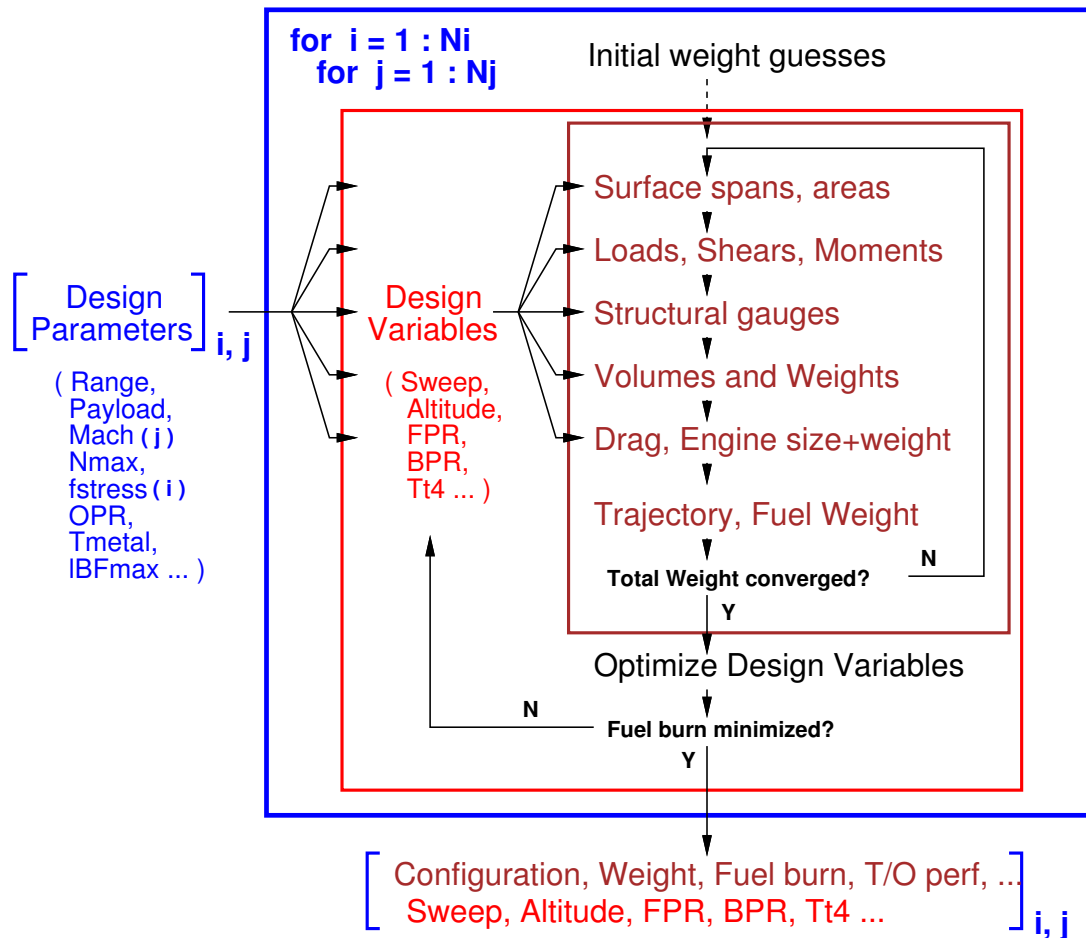 for i = 1 : Ni
for j = 1 : Nj
Initial weight guesses
Surface spans, areas
Loads, Shears, Moments
Structural gauges
Volumes and Weights
Drag, Engine size+weight
Trajectory, Fuel Weight
Total Weight converged?
N
Y
Design
Parameters
i, j
( Range,
Payload,
Mach ( j )
Nmax,
fstress ( i )
OPR,
Tmetal,
lBFmax ... )
Design
Variables
( Sweep,
Altitude,
FPR,
BPR,
Tt4 ... )
Optimize Design Variables
Fuel burn minimized?
N
Y
Configuration, Weight, Fuel burn, T/O perf, ...
Sweep, Altitude, FPR, BPR, Tt4 ...
i, j